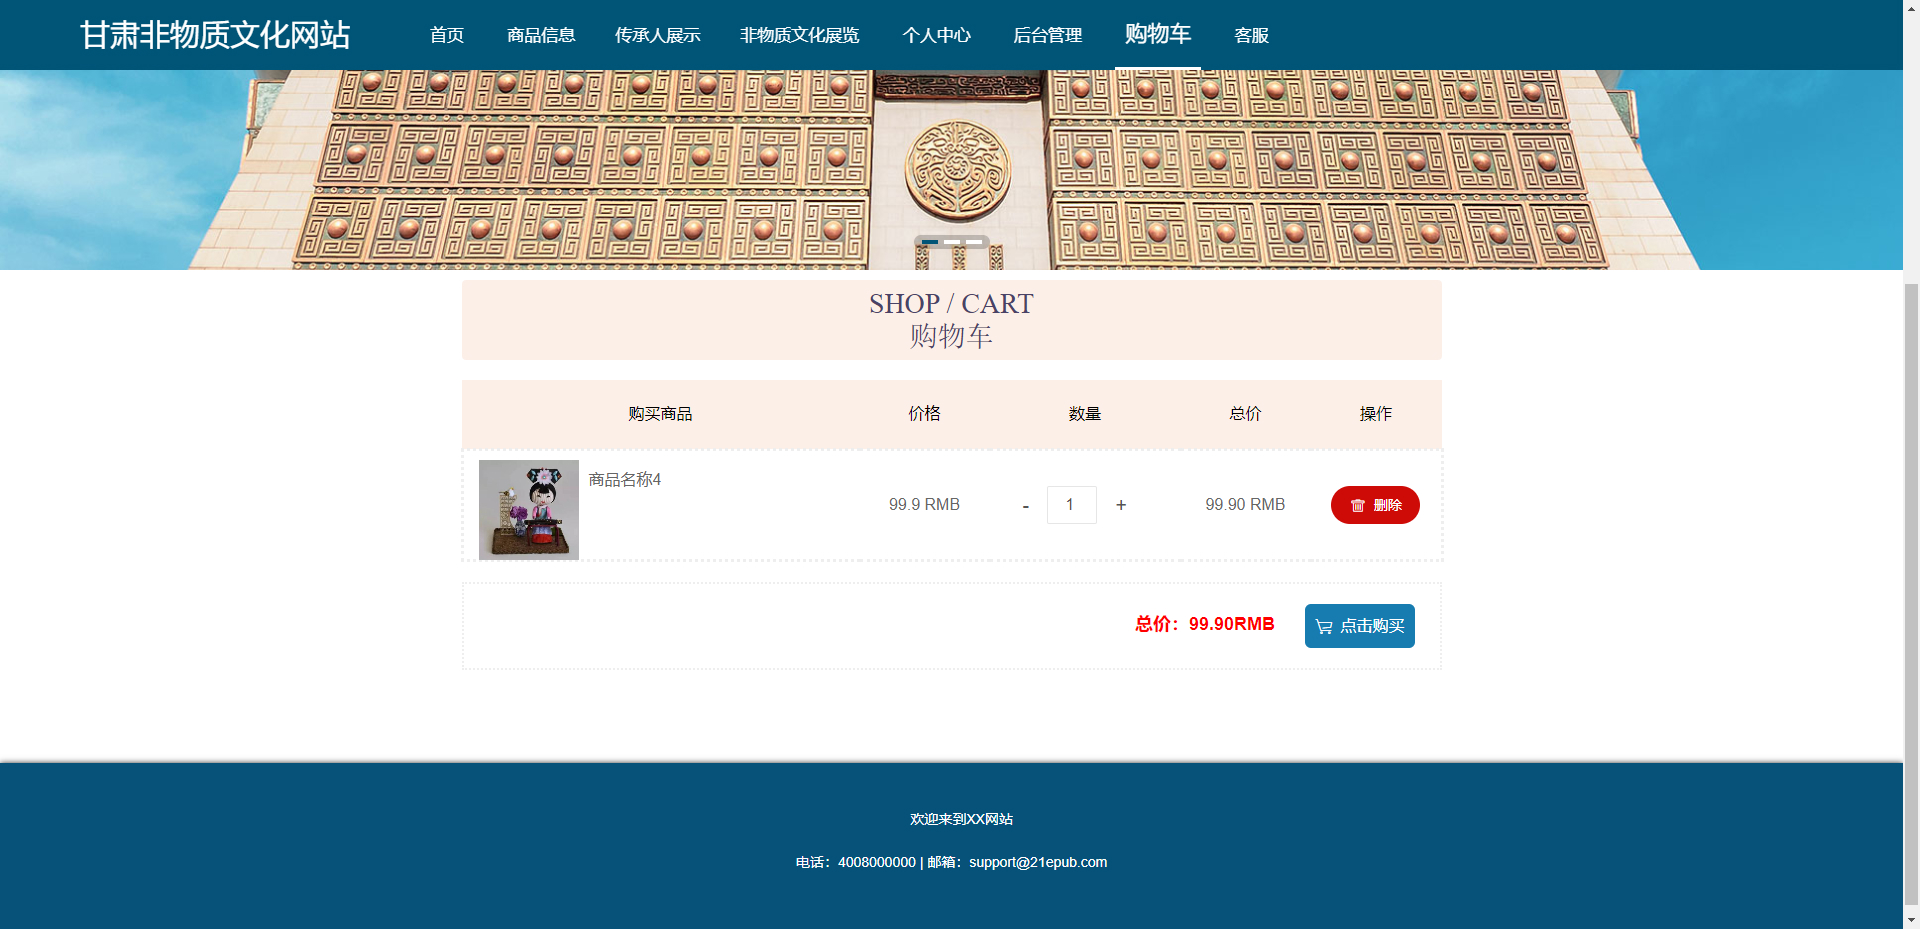 甘肃非物质文化网站 首页 商品信息 传承人展示 非物质文化展览 个人中心 后台管理 购物车 客服
SHOP / CART
购物车
购买商品 价格 数量 总价 操作
商品名称4
99.9 RMB - 1 + 99.90 RMB 删除
总价：99.90RMB 点击购买
欢迎来到XX网站
电话：4008000000 | 邮箱：support@21epub.com